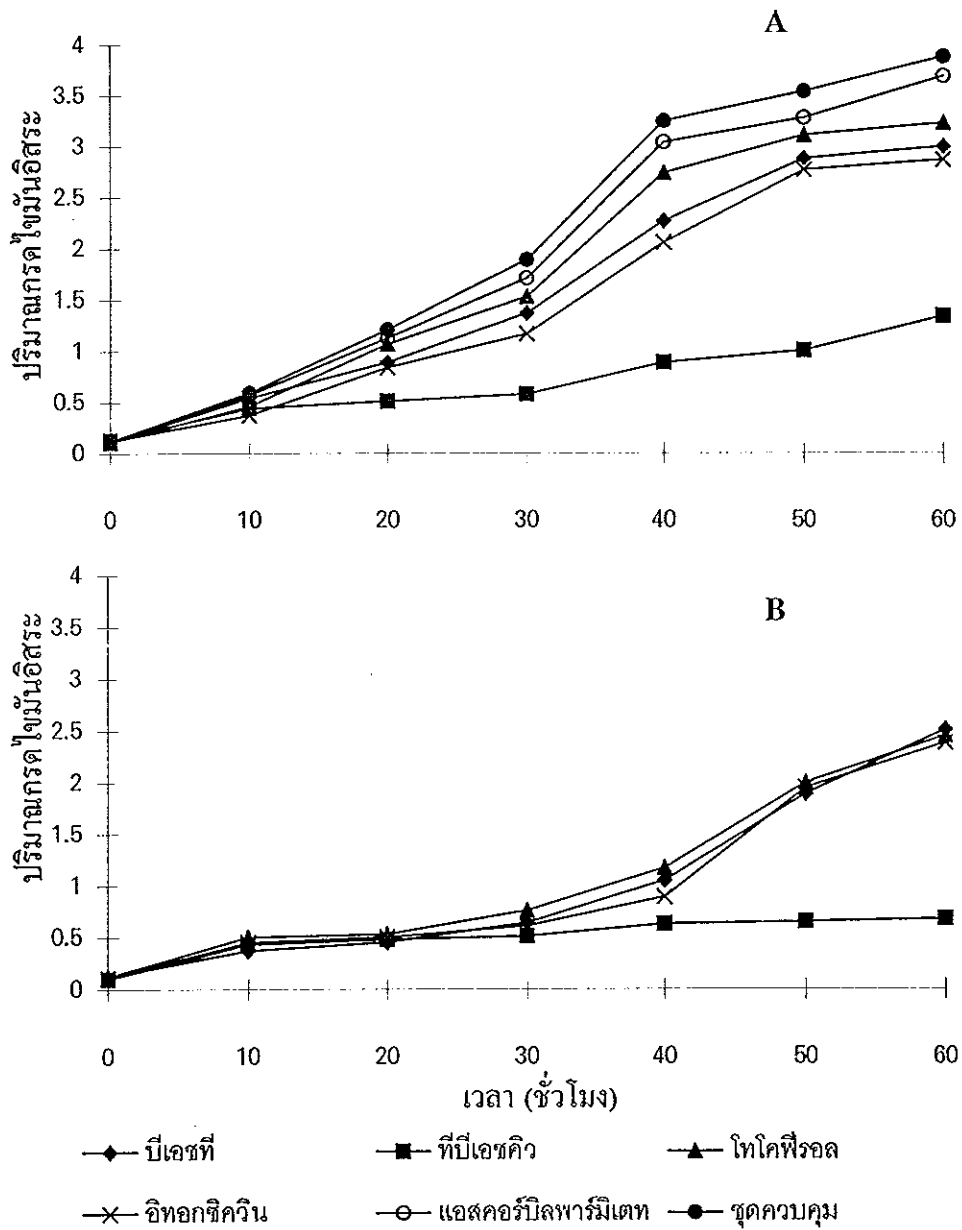 A
ปริมาณกรดไขมันอิสระ
4
3.5
3
2.5
2
1.5
1
0.5
0
0 10 20 30 40 50 60
B
ปริมาณกรดไขมันอิสระ
4
3.5
3
2.5
2
1.5
1
0.5
0
0 10 20 30 40 50 60
เวลา (ชั่วโมง)
บีเอชที ทีบีเอชคิว โทโคฟีรอล
อิทอกซิควิน แอสคอร์บิลพาร์มิเตท ชุดควบคุม